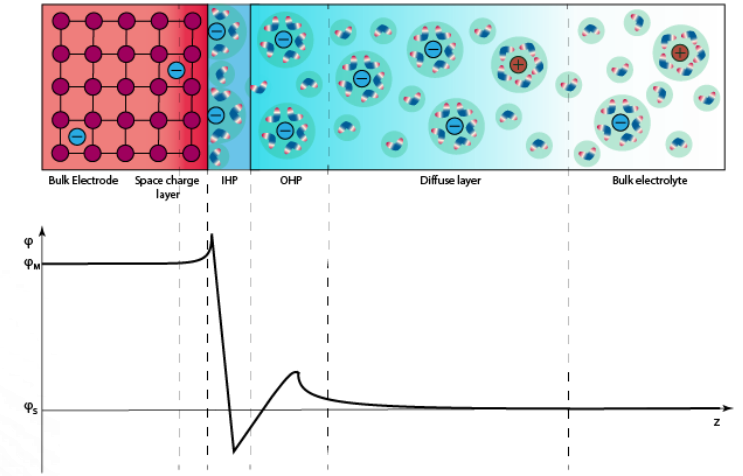 Bulk Electrode
Space charge
layer
IHP
OHP
Diffuse layer
Bulk electrolyte
φ
φM
φS
z